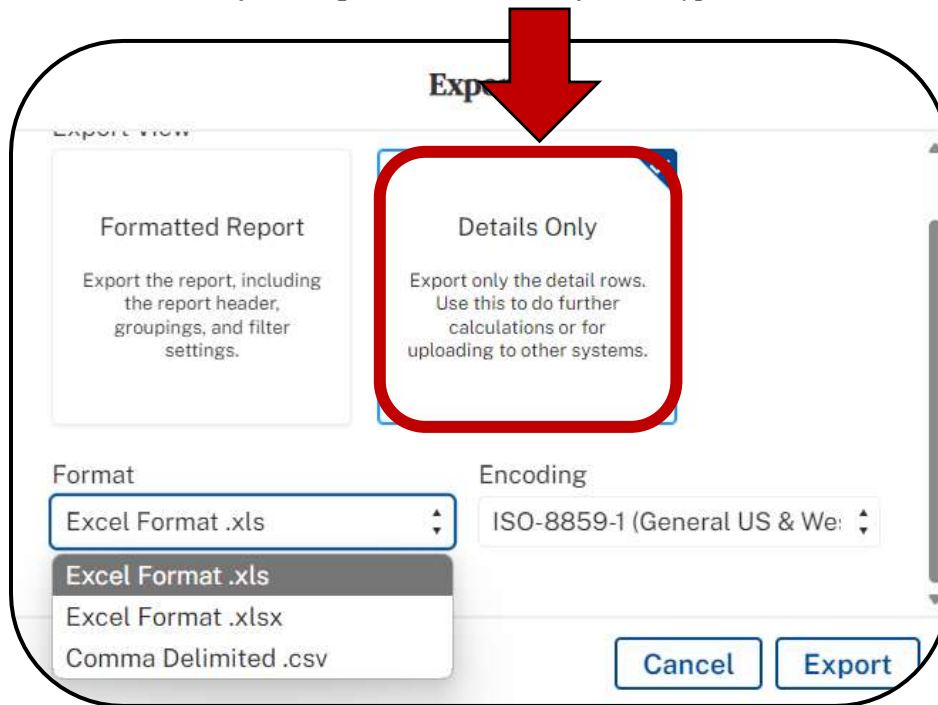 Export View
Formatted Report
Export the report, including
the report header,
groupings, and filter
settings.
Details Only
Export only the detail rows.
Use this to do further
calculations or for
uploading to other systems.
Format
Encoding
Excel Format .xls
ISO-8859-1 (General US &
Excel Format .xls
Excel Format .xlsx
Comma Delimited .csv
Cancel
Export